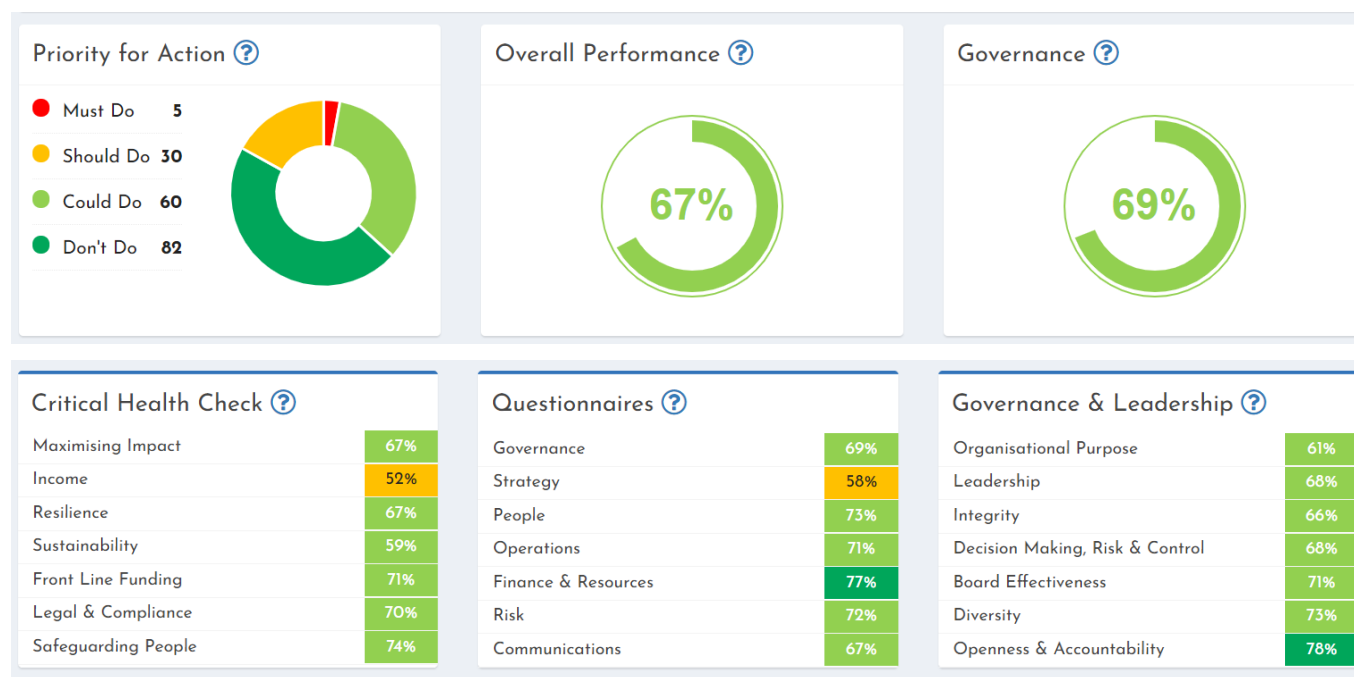 Priority for Action ?
Must Do 5
Should Do 30
Could Do 60
Don't Do 82
Overall Performance ?
67%
Governance ?
69%
Critical Health Check ?
Maximising Impact 67%
Income 52%
Resilience 67%
Sustainability 59%
Front Line Funding 71%
Legal & Compliance 70%
Safeguarding People 74%
Questionnaires ?
Governance 69%
Strategy 58%
People 73%
Operations 71%
Finance & Resources 77%
Risk 72%
Communications 67%
Governance & Leadership ?
Organisational Purpose 61%
Leadership 68%
Integrity 66%
Decision Making, Risk & Control 68%
Board Effectiveness 71%
Diversity 73%
Openness & Accountability 78%